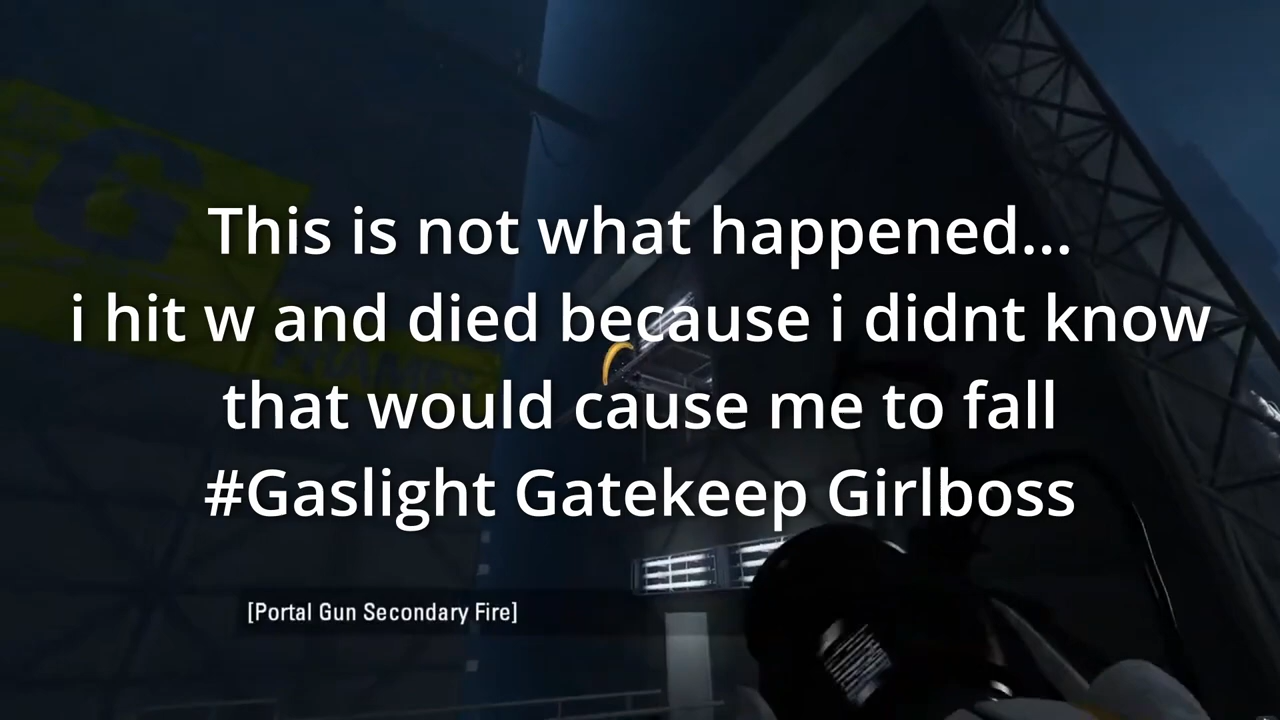 G
This is not what happened...
i hit w and died because i didnt know
that would cause me to fall
#Gaslight Gatekeep Girlboss
[Portal Gun Secondary Fire]